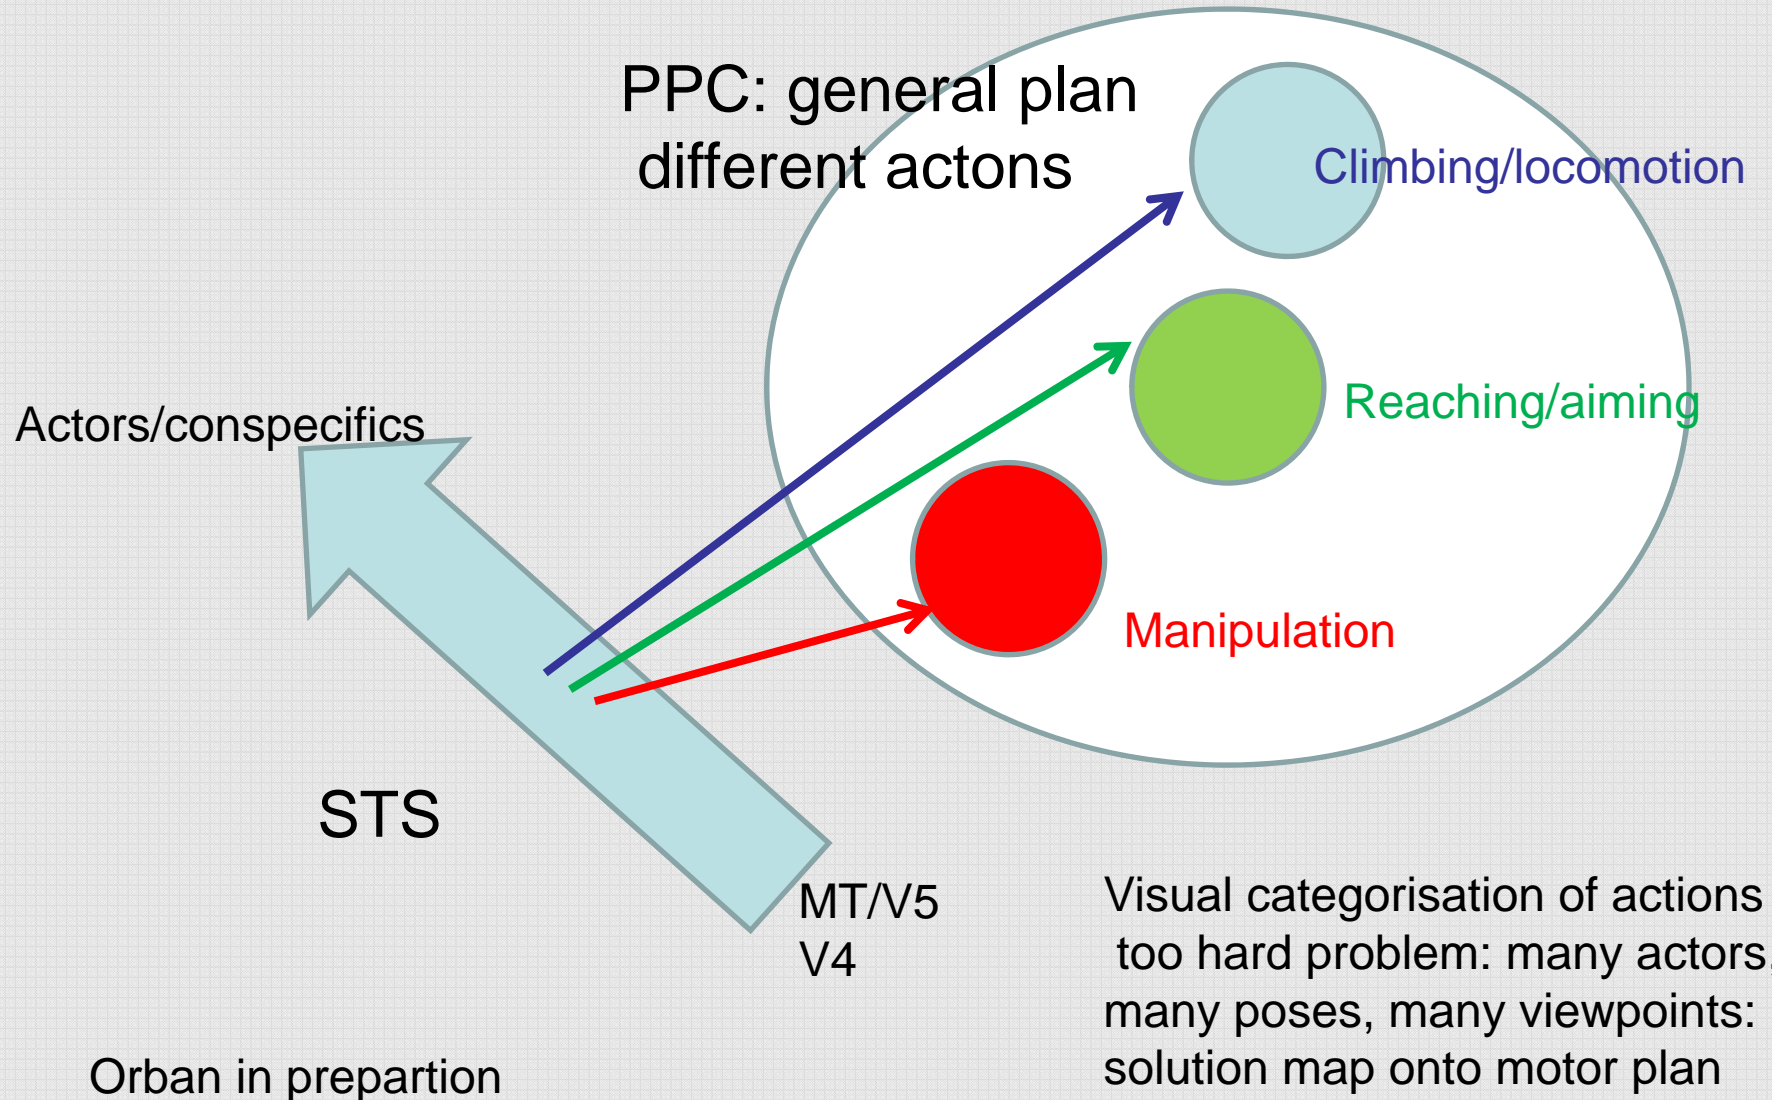 PPC: general plan
different actons
Climbing/locomotion
Reaching/aiming
Actors/conspecifics
Manipulation
STS
MT/V5
V4
Visual categorisation of actions
too hard problem: many actors,
many poses, many viewpoints:
solution map onto motor plan
Orban in prepartion